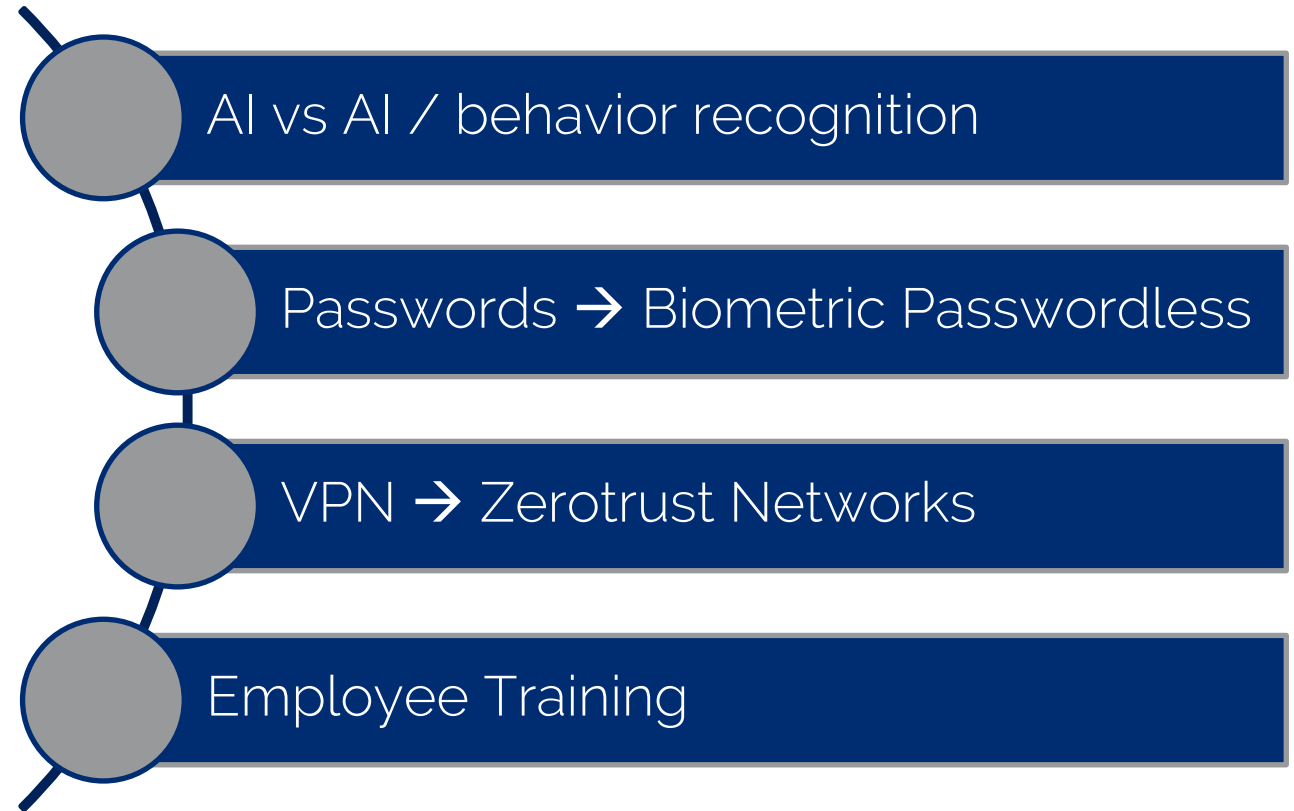 AI vs AI / behavior recognition
Passwords → Biometric Passwordless
VPN → Zerotrust Networks
Employee Training